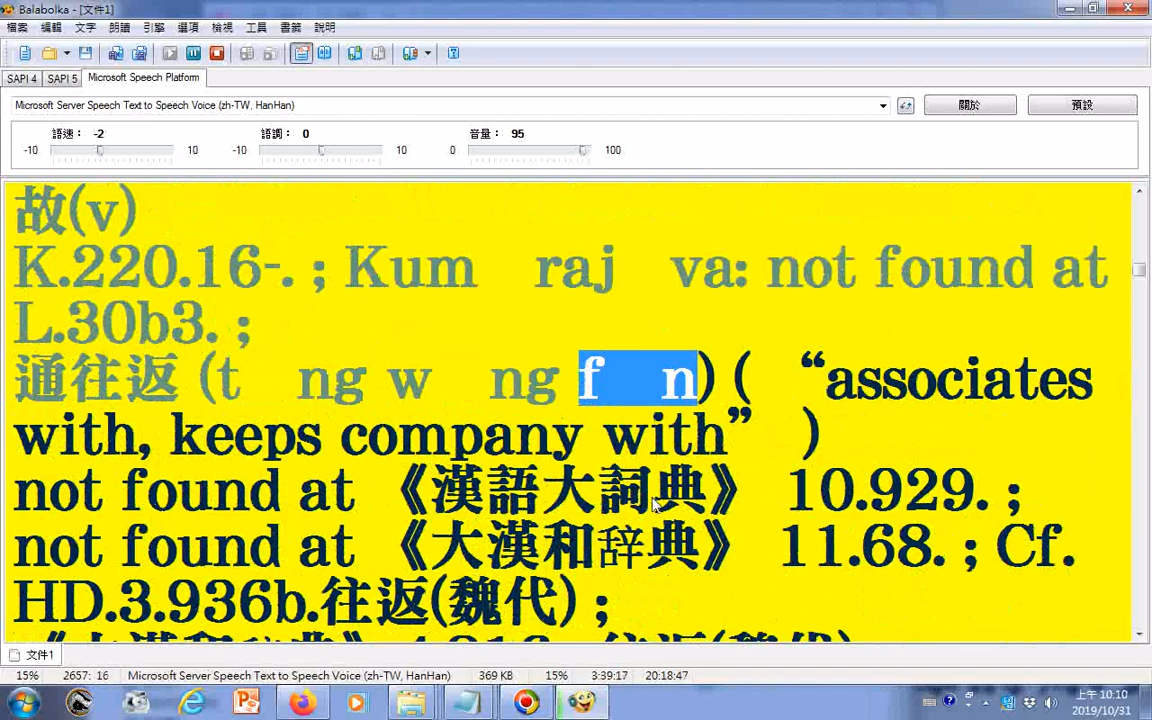 Balabolka - [文件1]
檔案 編輯 文字 朗讀 引擎 選項 檢視 工具 書籤 說明
SAPI 4 SAPI 5 Microsoft Speech Platform
Microsoft Server Speech Text to Speech Voice (zh-TW, HanHan) 關於 預設
語速： -2 語調： 0 音量： 95
-10 10 -10 10 0 100
故(v)
K.220.16-. ; Kum raj va: not found at
L.30b3. ;
通往返 (t ng w ng f n) ( “associates
with, keeps company with” )
not found at 《漢語大詞典》 10.929. ;
not found at 《大漢和辞典》 11.68. ; Cf.
HD.3.936b.往返(魏代) ;
文件1
15% 2657: 16 Microsoft Server Speech Text to Speech Voice (zh-TW, HanHan) 369 KB 15% 3:39:17 20:18:47
上午 10:10
2019/10/31